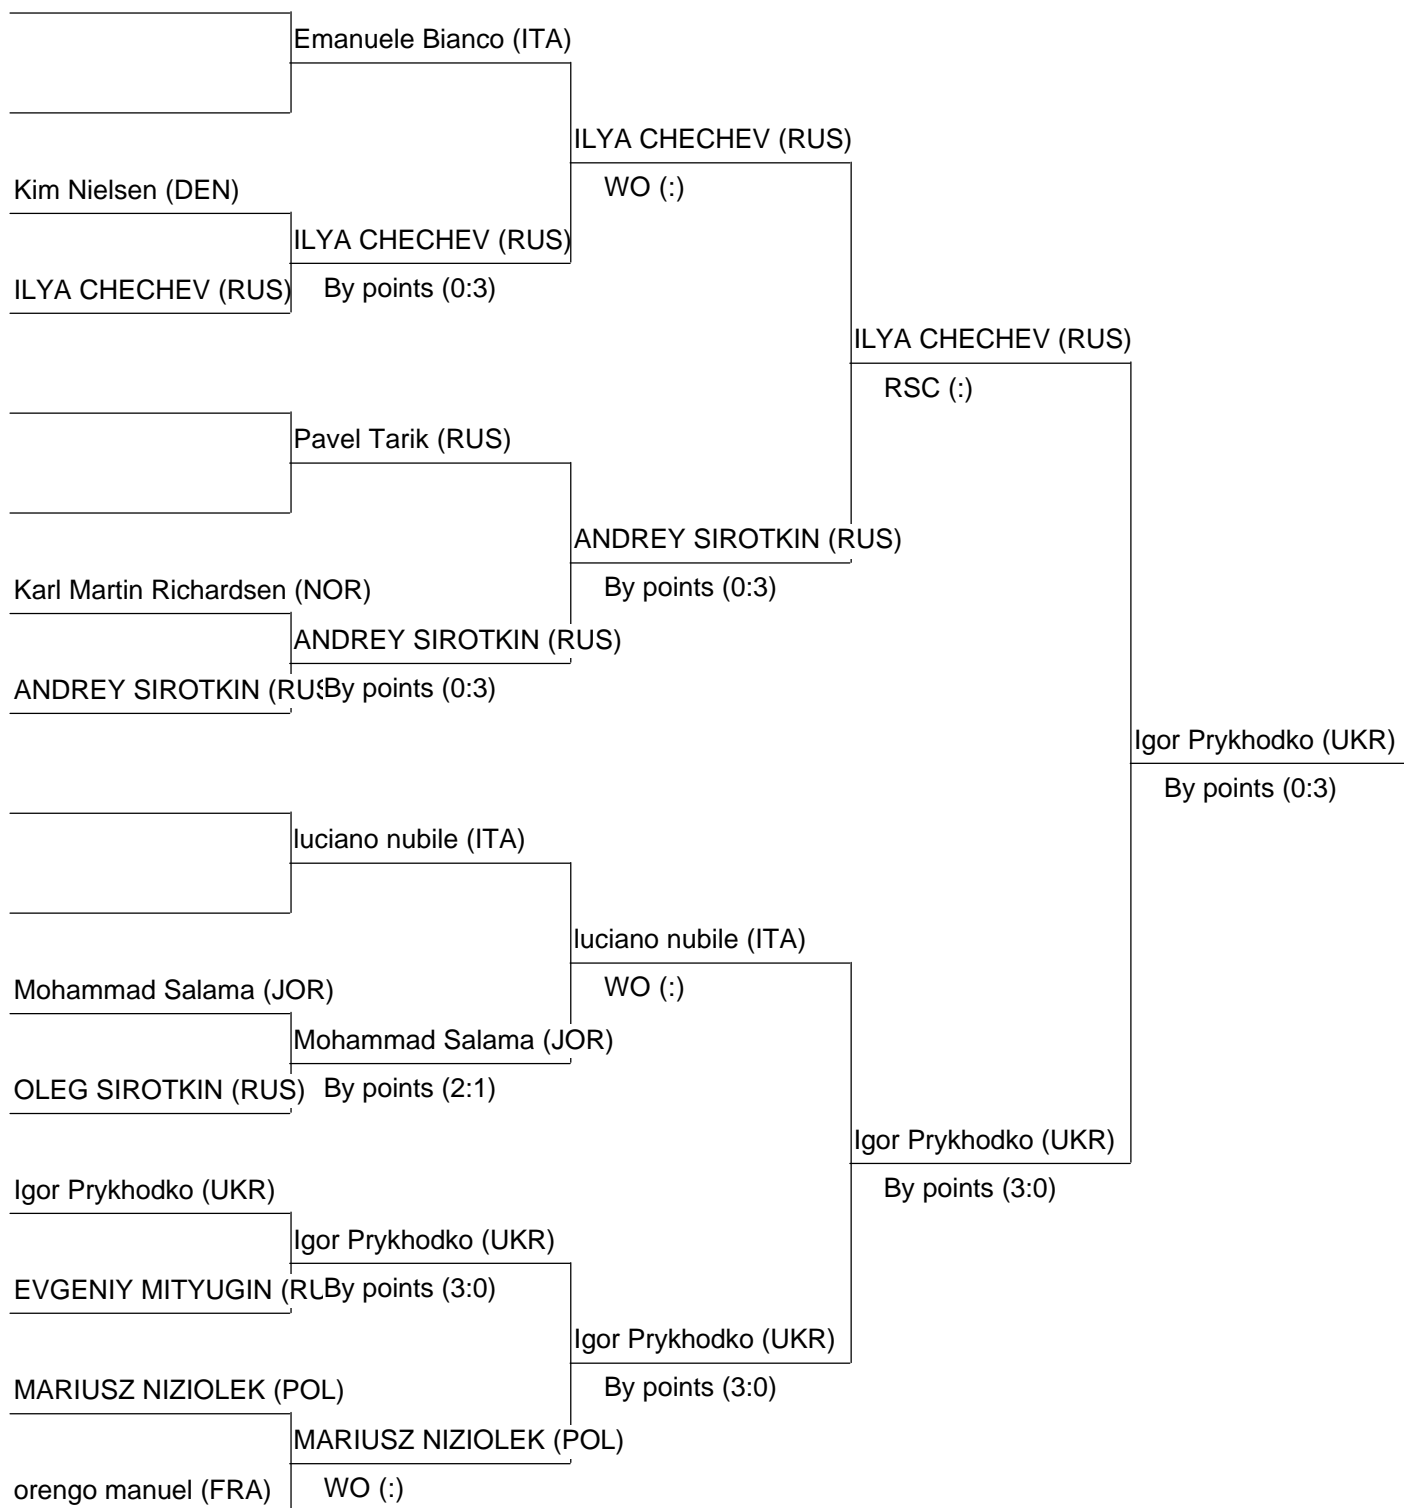 Emanuele Bianco (ITA)
ILYA CHECHEV (RUS)
WO (:)
Kim Nielsen (DEN)
ILYA CHECHEV (RUS)
ILYA CHECHEV (RUS)
By points (0:3)
ILYA CHECHEV (RUS)
RSC (:)
Pavel Tarik (RUS)
ANDREY SIROTKIN (RUS)
By points (0:3)
Karl Martin Richardsen (NOR)
ANDREY SIROTKIN (RUS)
ANDREY SIROTKIN (RUS
By points (0:3)
Igor Prykhodko (UKR)
By points (0:3)
luciano nubile (ITA)
luciano nubile (ITA)
WO (:)
Mohammad Salama (JOR)
Mohammad Salama (JOR)
OLEG SIROTKIN (RUS)
By points (2:1)
Igor Prykhodko (UKR)
By points (3:0)
Igor Prykhodko (UKR)
Igor Prykhodko (UKR)
EVGENIY MITYUGIN (RU
By points (3:0)
Igor Prykhodko (UKR)
By points (3:0)
MARIUSZ NIZIOLEK (POL)
MARIUSZ NIZIOLEK (POL)
orengo manuel (FRA)
WO (:)